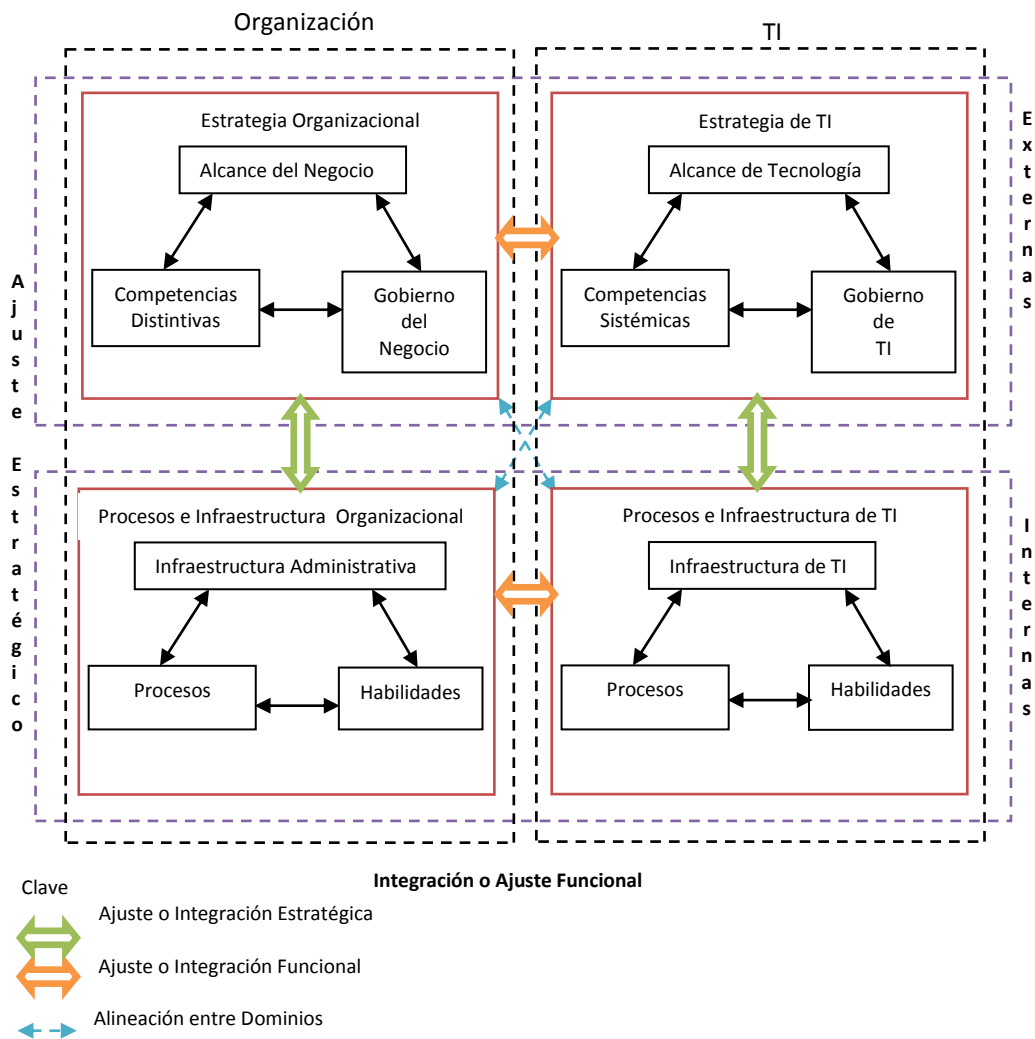 Organización
TI
Estrategia Organizacional
Alcance del Negocio
Competencias
Distintivas
Gobierno
del
Negocio
Estrategia de TI
Alcance de Tecnología
Competencias
Sistémicas
Gobierno
de
TI
Externas
Ajuste
Estratégico
Procesos e Infraestructura Organizacional
Infraestructura Administrativa
Procesos
Habilidades
Procesos e Infraestructura de TI
Infraestructura de TI
Procesos
Habilidades
Internas
Integración o Ajuste Funcional
Clave
Ajuste o Integración Estratégica
Ajuste o Integración Funcional
Alineación entre Dominios